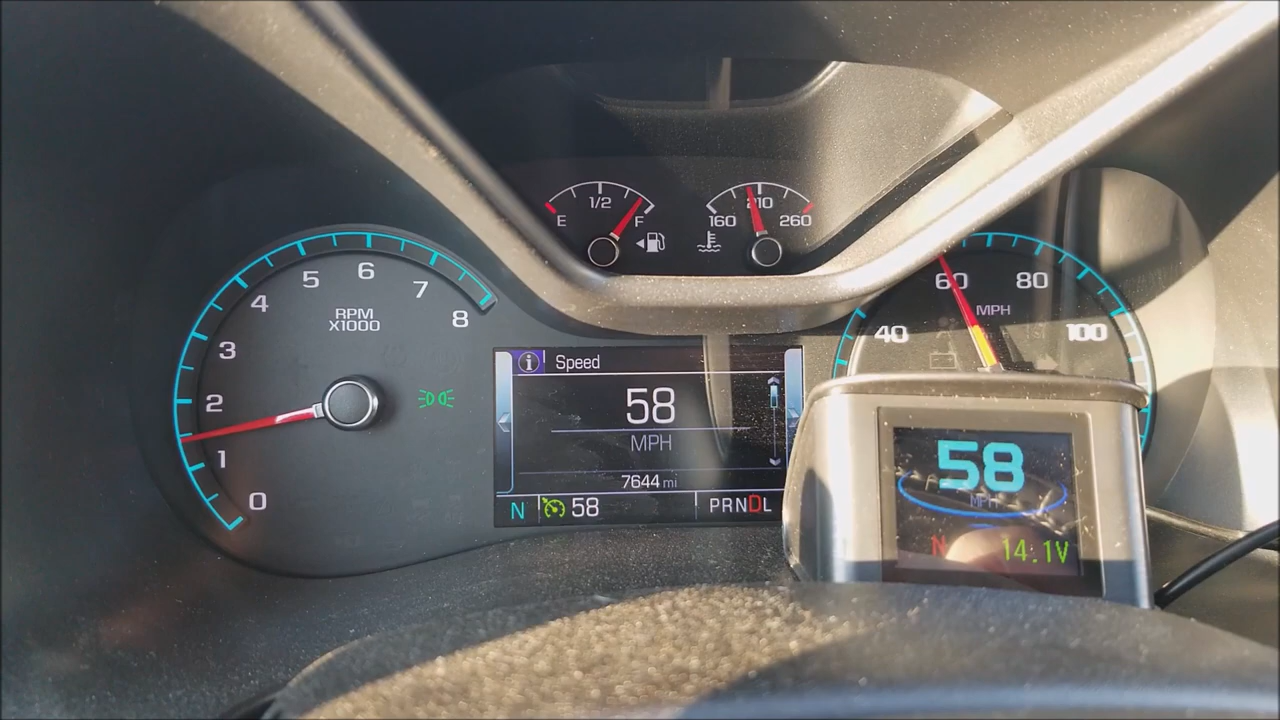 E 1/2 F
160 210 260
0 1 2 3 4 5 6 7 8
RPM
X1000
i Speed
58
MPH
7644 mi
N 58 PRNDL
40 60 80 100
MPH
58
MPH
N 14.1V